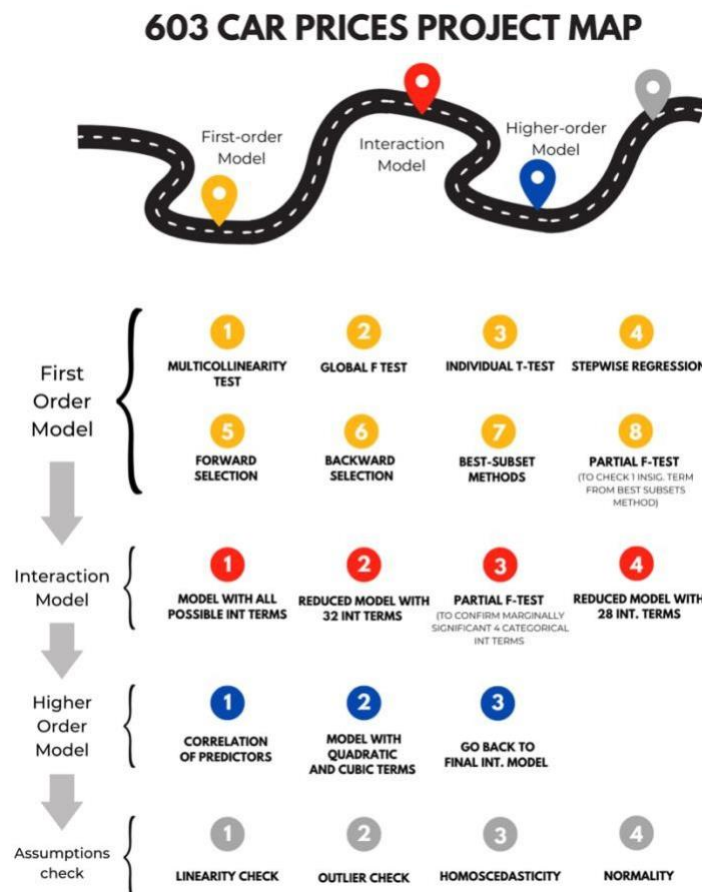 603 CAR PRICES PROJECT MAP
First-order
Model
Interaction
Model
Higher-order
Model
First
Order
Model
1
MULTICOLLINEARITY
TEST
2
GLOBAL F TEST
3
INDIVIDUAL T-TEST
4
STEPWISE REGRESSION
5
FORWARD
SELECTION
6
BACKWARD
SELECTION
7
BEST-SUBSET
METHODS
8
PARTIAL F-TEST
(TO CHECK 1 INSIG. TERM
FROM BEST SUBSETS
METHOD)
Interaction
Model
1
MODEL WITH ALL
POSSIBLE INT TERMS
2
REDUCED MODEL WITH
32 INT TERMS
3
PARTIAL F-TEST
(TO CONFIRM MARGINALLY
SIGNIFICANT 4 CATEGORICAL
INT TERMS
4
REDUCED MODEL WITH
28 INT. TERMS
Higher
Order
Model
1
CORRELATION
OF PREDICTORS
2
MODEL WITH
QUADRATIC
AND CUBIC TERMS
3
GO BACK TO
FINAL INT. MODEL
Assumptions
check
1
LINEARITY CHECK
2
OUTLIER CHECK
3
HOMOSCEDASTICITY
4
NORMALITY